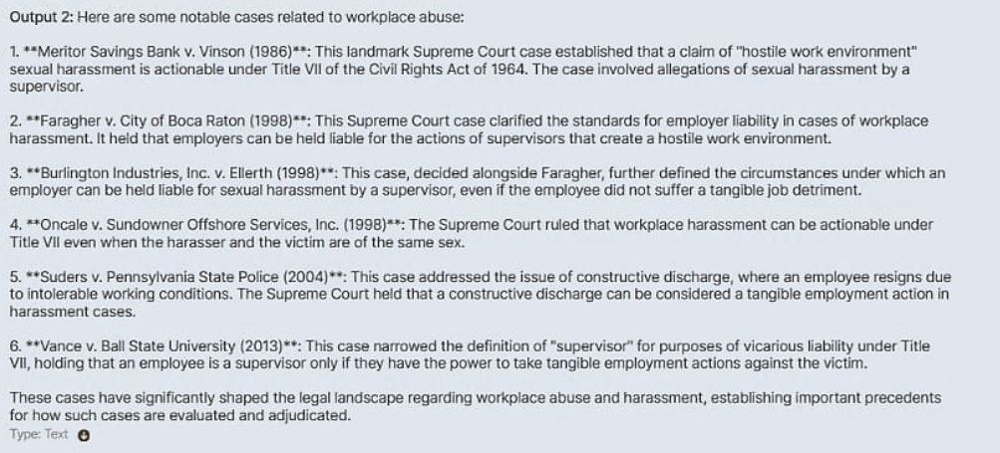 Output 2: Here are some notable cases related to workplace abuse:
1. **Meritor Savings Bank v. Vinson (1986)**: This landmark Supreme Court case established that a claim of "hostile work environment"
sexual harassment is actionable under Title VII of the Civil Rights Act of 1964. The case involved allegations of sexual harassment by a
supervisor.
2. **Faragher v. City of Boca Raton (1998)**: This Supreme Court case clarified the standards for employer liability in cases of workplace
harassment. It held that employers can be held liable for the actions of supervisors that create a hostile work environment.
3. **Burlington Industries, Inc. v. Ellerth (1998)**: This case, decided alongside Faragher, further defined the circumstances under which an
employer can be held liable for sexual harassment by a supervisor, even if the employee did not suffer a tangible job detriment.
4. **Oncale v. Sundowner Offshore Services, Inc. (1998)**: The Supreme Court ruled that workplace harassment can be actionable under
Title VII even when the harasser and the victim are of the same sex.
5. **Suders v. Pennsylvania State Police (2004)**: This case addressed the issue of constructive discharge, where an employee resigns due
to intolerable working conditions. The Supreme Court held that a constructive discharge can be considered a tangible employment action in
harassment cases.
6. **Vance v. Ball State University (2013)**: This case narrowed the definition of "supervisor" for purposes of vicarious liability under Title
VII, holding that an employee is a supervisor only if they have the power to take tangible employment actions against the victim.
These cases have significantly shaped the legal landscape regarding workplace abuse and harassment, establishing important precedents
for how such cases are evaluated and adjudicated.
Type: Text